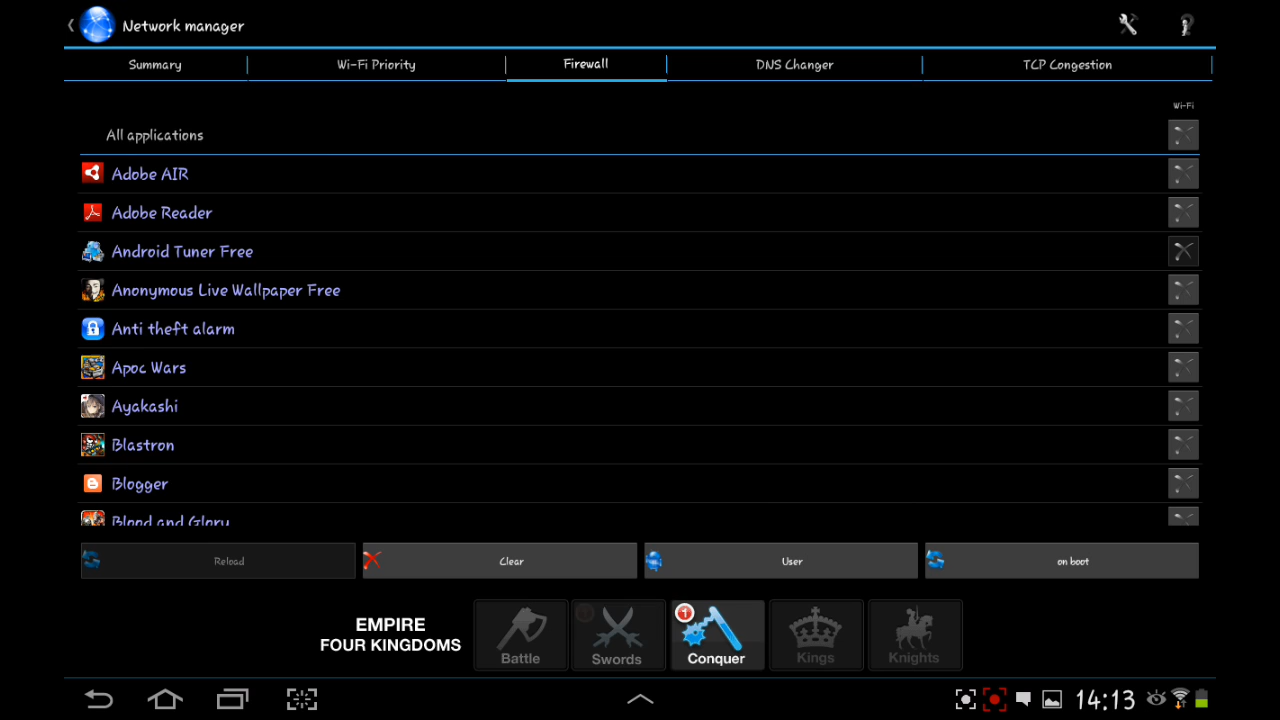 Network manager
Summary
Wi-Fi Priority
Firewall
DNS Changer
TCP Congestion
Wi-Fi
All applications
Adobe AIR
Adobe Reader
Android Tuner Free
Anonymous Live Wallpaper Free
Anti theft alarm
Apoc Wars
Ayakashi
Blastron
Blogger
Blood and Glory
Reload
Clear
User
on boot
EMPIRE
FOUR KINGDOMS
Battle
Swords
1
Conquer
Kings
Knights
14:13